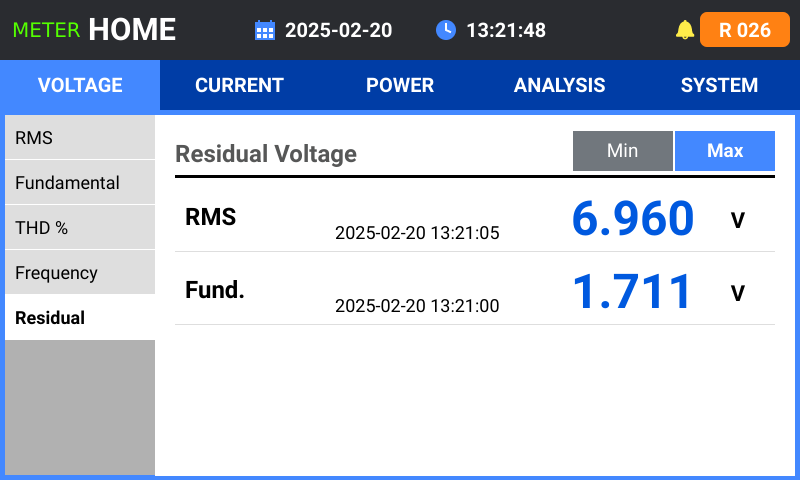 METER HOME 2025-02-20 13:21:48 R 026
VOLTAGE CURRENT POWER ANALYSIS SYSTEM
RMS
Fundamental
THD %
Frequency
Residual
Residual Voltage Min Max
RMS 2025-02-20 13:21:05 6.960 V
Fund. 2025-02-20 13:21:00 1.711 V